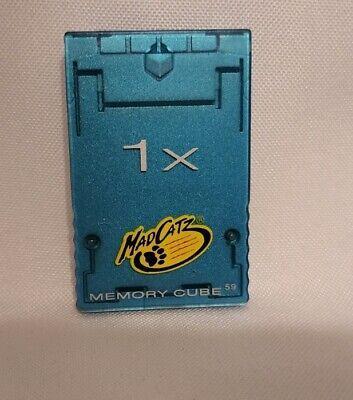 1x
MADCATZ
MEMORY CUBE 59